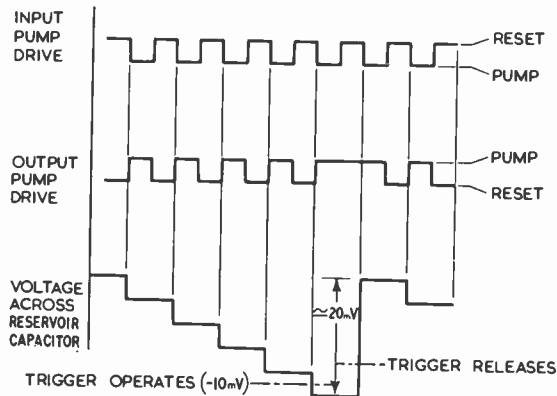 INPUT
PUMP
DRIVE
RESET
PUMP
OUTPUT
PUMP
DRIVE
PUMP
RESET
VOLTAGE
ACROSS
RESERVOIR
CAPACITOR
≃20mV
TRIGGER RELEASES
TRIGGER OPERATES (-10mV)